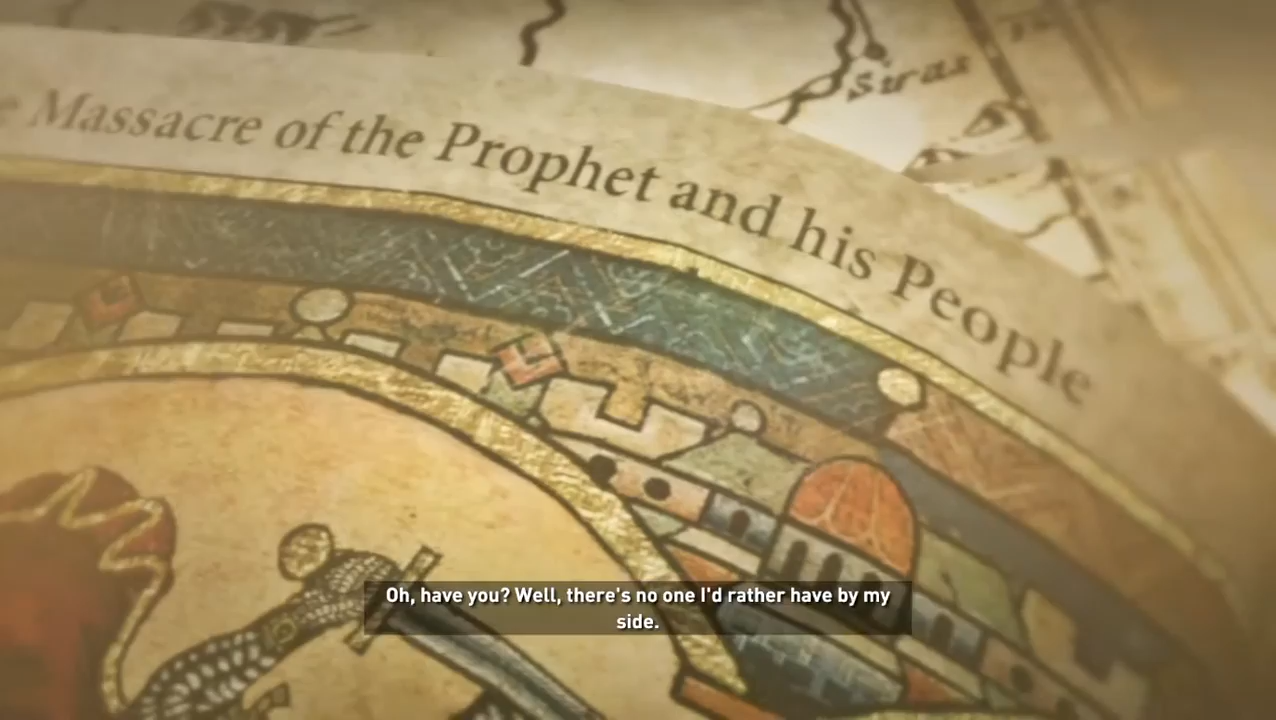 Siras
Massacre of the Prophet and his People
Oh, have you? Well, there's no one I'd rather have by my
side.